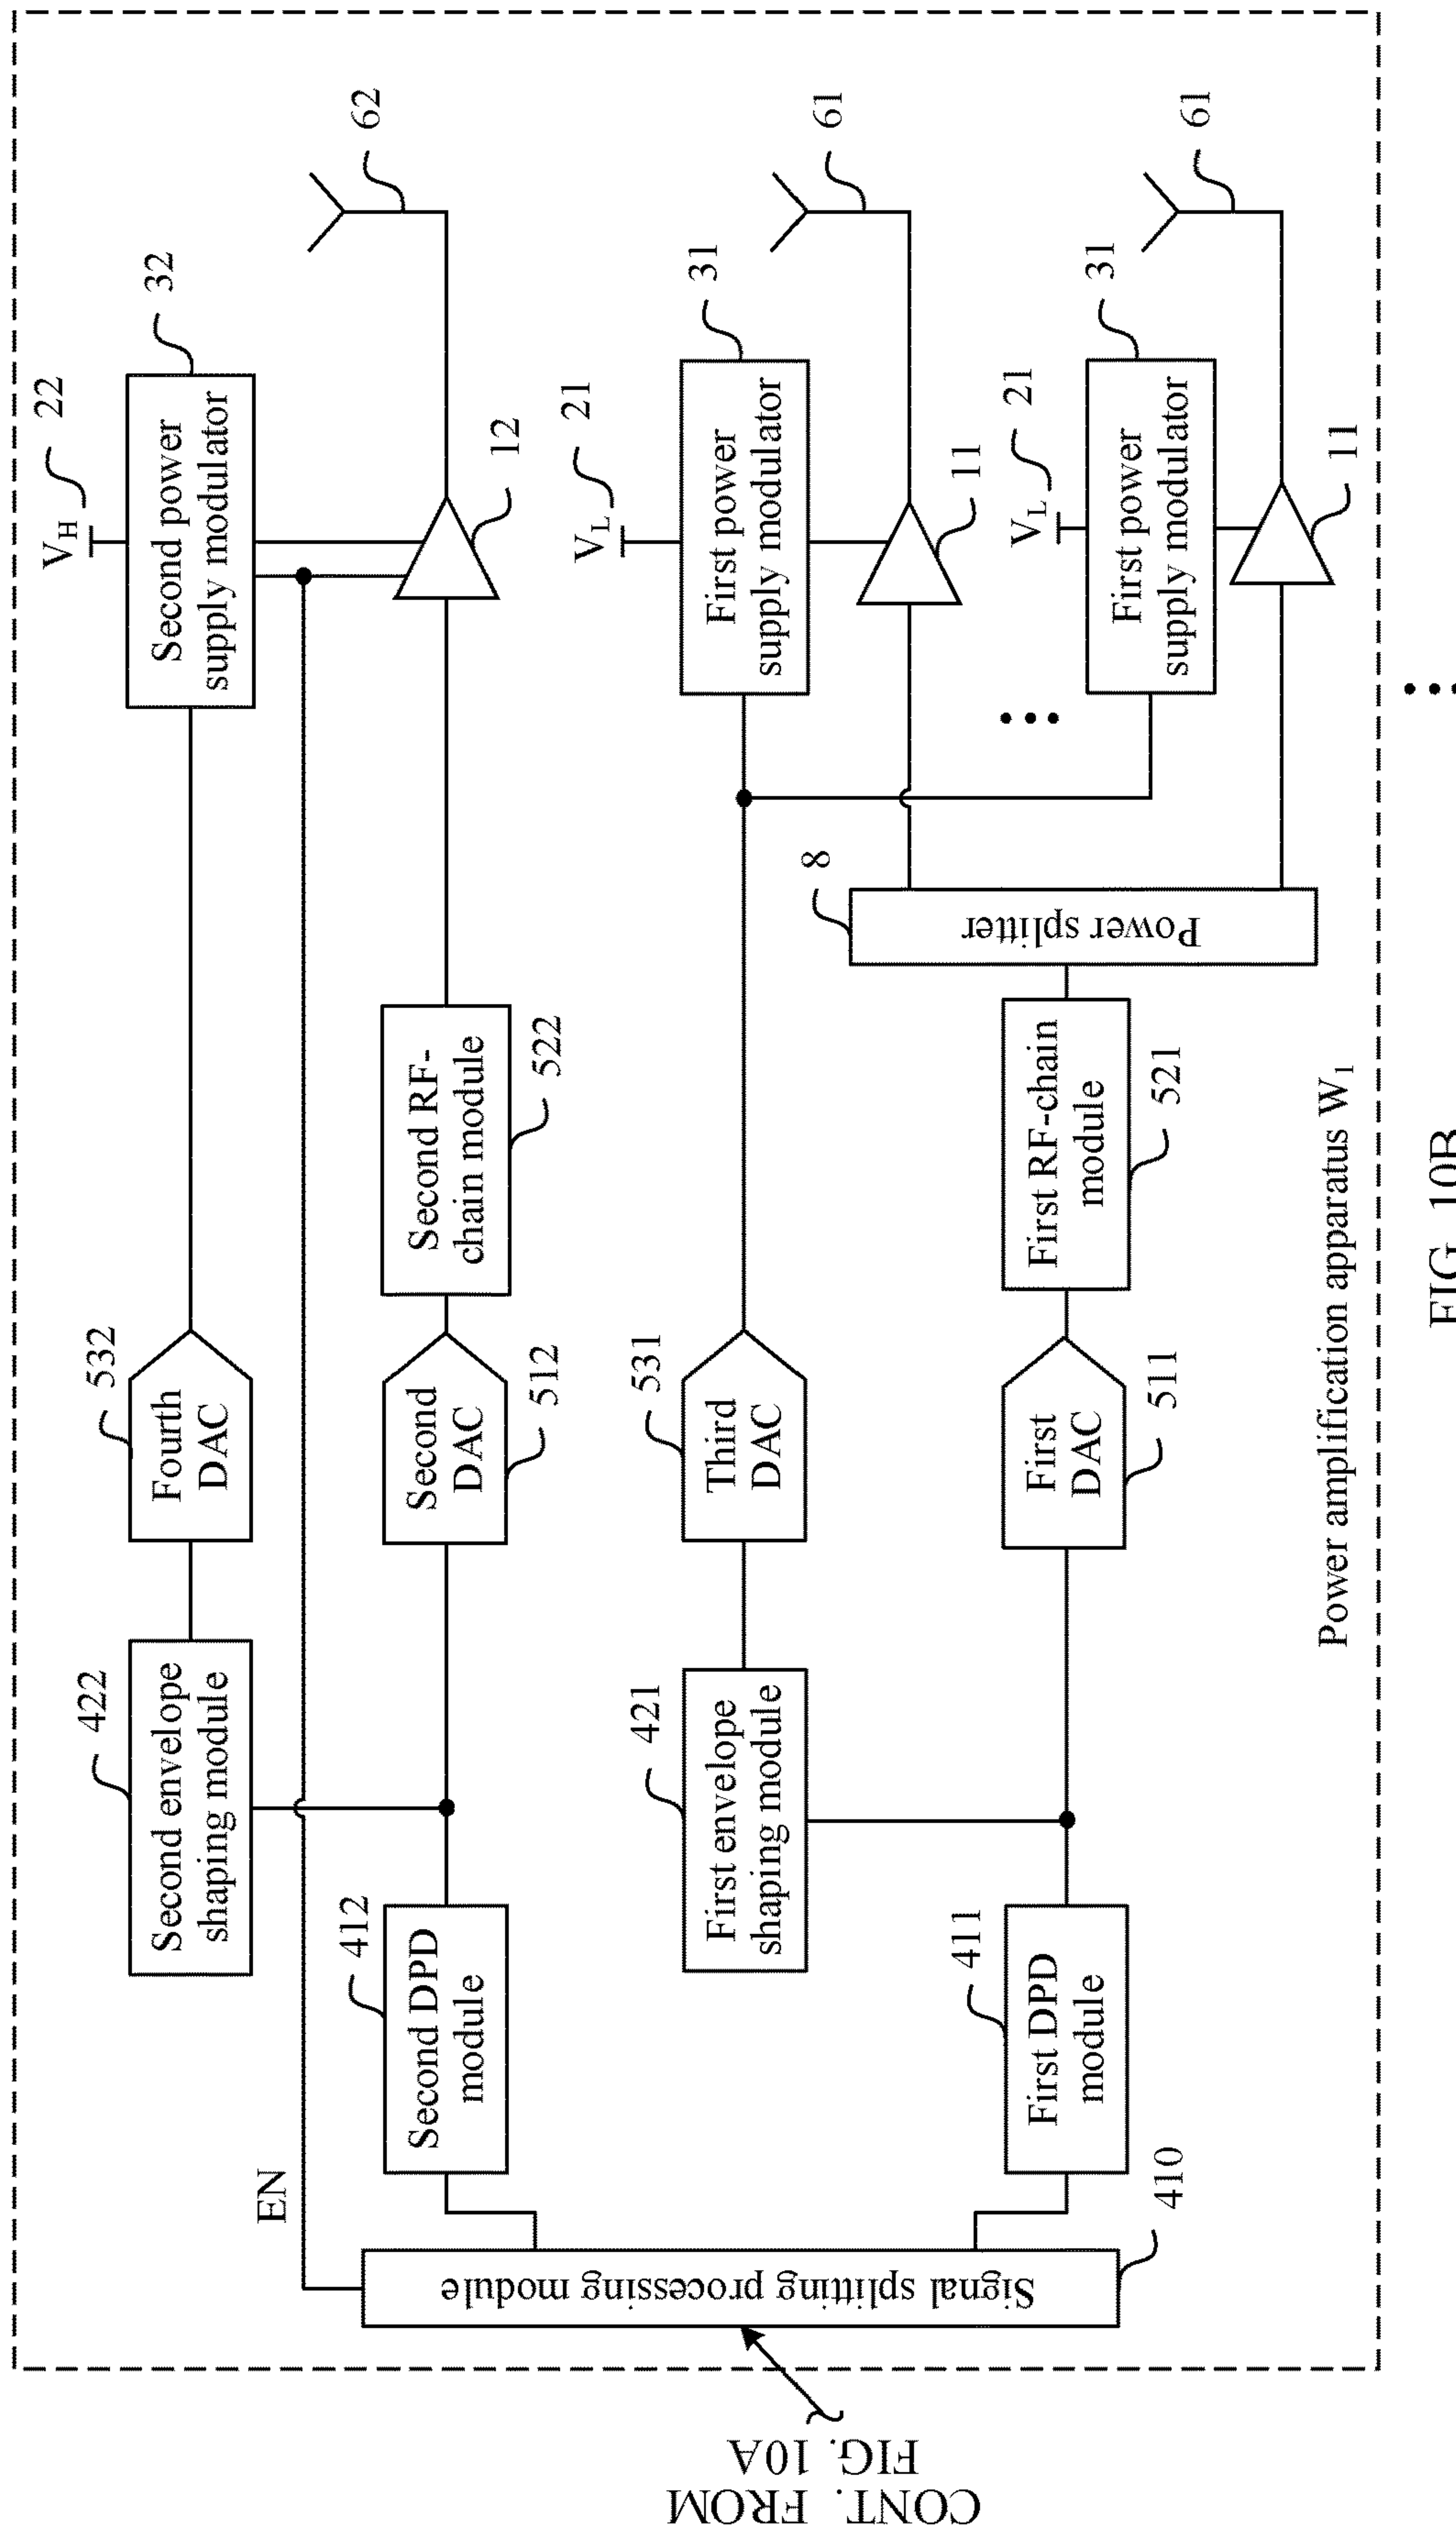 CONT. FROM
FIG. 10A
Signal splitting processing module
410
EN
Second DPD
module
412
Second envelope
shaping module
422
Fourth
DAC
532
Second
DAC
512
Second RF-
chain module
522
Second power
supply modulator
32
V_H
22
12
62
First DPD
module
411
First envelope
shaping module
421
Third
DAC
531
First
DAC
511
First RF-chain
module
521
Power splitter
8
First power
supply modulator
31
V_L
21
11
61
First power
supply modulator
31
V_L
21
11
61
Power amplification apparatus W_1
FIG. 10B